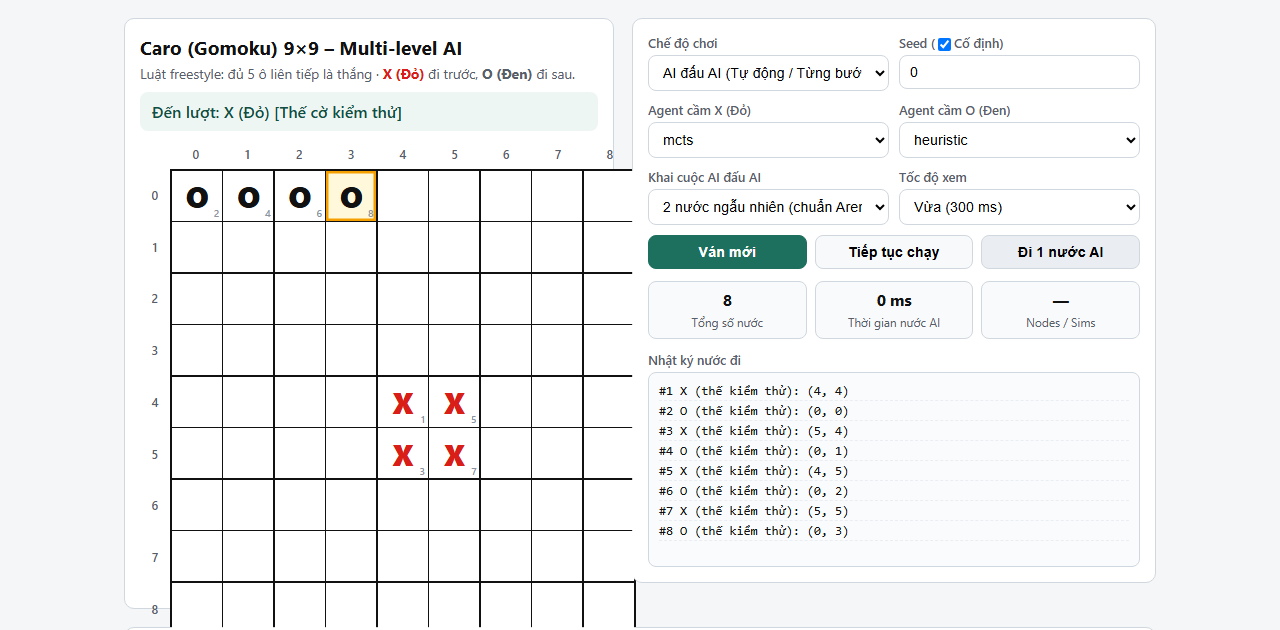 Caro (Gomoku) 9×9 – Multi-level AI
Luật freestyle: đủ 5 ô liên tiếp là thắng · X (Đỏ) đi trước, O (Đen) đi sau.
Đến lượt: X (Đỏ) [Thế cờ kiểm thử]
0 1 2 3 4 5 6 7 8
0 O 2 O 4 O 6 O 8
1
2
3
4 X 1 X 5
5 X 3 X 7
6
7
8
Chế độ chơi
AI đấu AI (Tự động / Từng bướ
Seed ( Cố định)
0
Agent cầm X (Đỏ)
mcts
Agent cầm O (Đen)
heuristic
Khai cuộc AI đấu AI
2 nước ngẫu nhiên (chuẩn Arer
Tốc độ xem
Vừa (300 ms)
Ván mới
Tiếp tục chạy
Đi 1 nước AI
8
Tổng số nước
0 ms
Thời gian nước AI
—
Nodes / Sims
Nhật ký nước đi
#1 X (thế kiểm thử): (4, 4)
#2 O (thế kiểm thử): (0, 0)
#3 X (thế kiểm thử): (5, 4)
#4 O (thế kiểm thử): (0, 1)
#5 X (thế kiểm thử): (4, 5)
#6 O (thế kiểm thử): (0, 2)
#7 X (thế kiểm thử): (5, 5)
#8 O (thế kiểm thử): (0, 3)